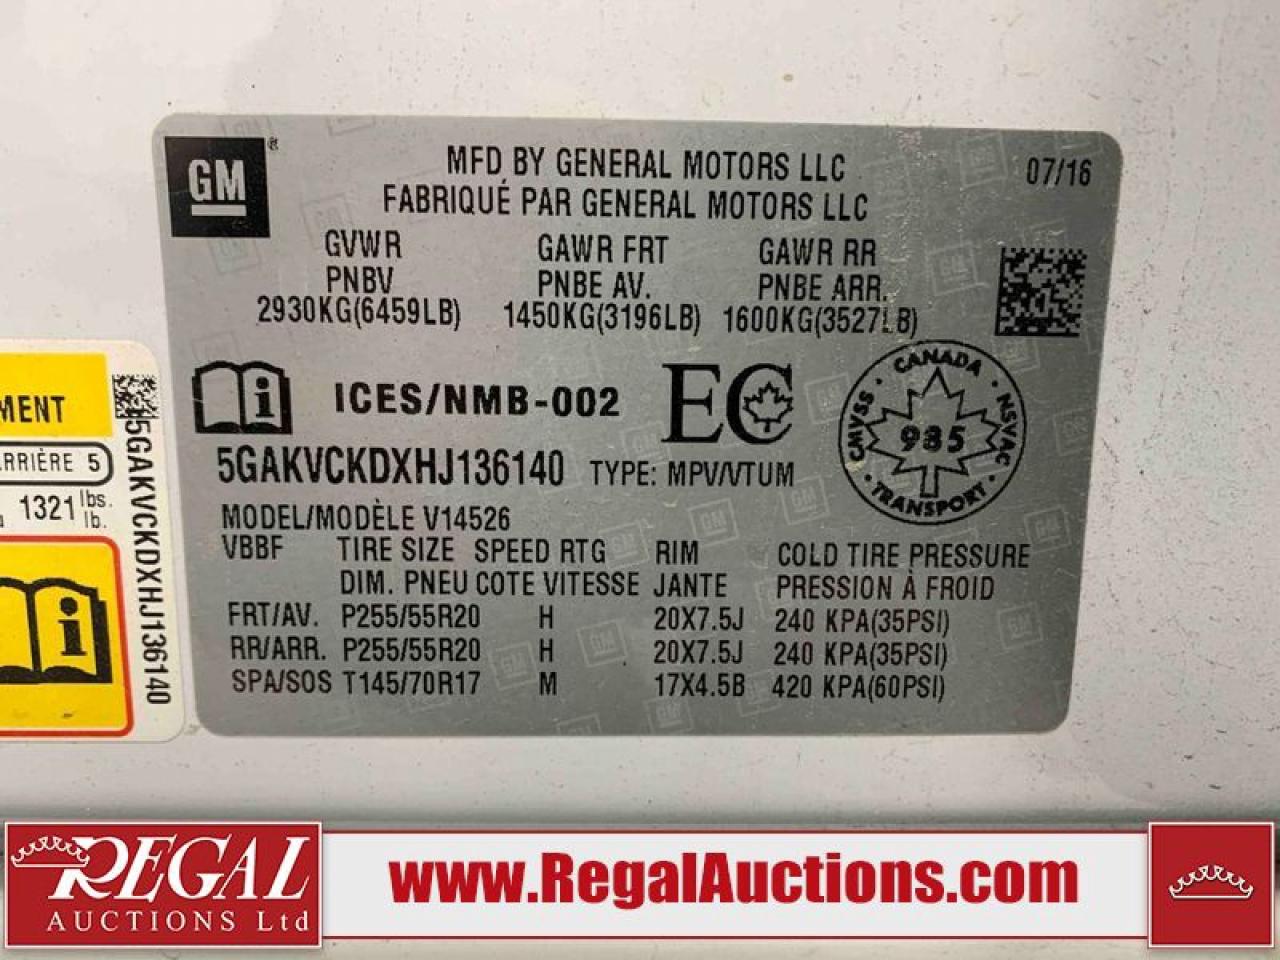 GM
®
MFD BY GENERAL MOTORS LLC
07/16
FABRIQUÉ PAR GENERAL MOTORS LLC
GVWR GAWR FRT GAWR RR
PNBV PNBE AV. PNBE ARR.
2930KG(6459LB) 1450KG(3196LB) 1600KG(3527LB)
i
ICES/NMB-002
EC
CANADA
CMVSS
NSVAC
985
TRANSPORT
5GAKVCKDXHJ136140 TYPE: MPV/VTUM
MODEL/MODÈLE V14526
VBBF TIRE SIZE SPEED RTG RIM COLD TIRE PRESSURE
DIM. PNEU COTE VITESSE JANTE PRESSION À FROID
FRT/AV. P255/55R20 H 20X7.5J 240 KPA(35PSI)
RR/ARR. P255/55R20 H 20X7.5J 240 KPA(35PSI)
SPA/SOS T145/70R17 M 17X4.5B 420 KPA(60PSI)
MENT
RRIÈRE 5
1321 lbs.
lb.
i
5GAKVCKDXHJ136140
REGAL
AUCTIONS Ltd
www.RegalAuctions.com